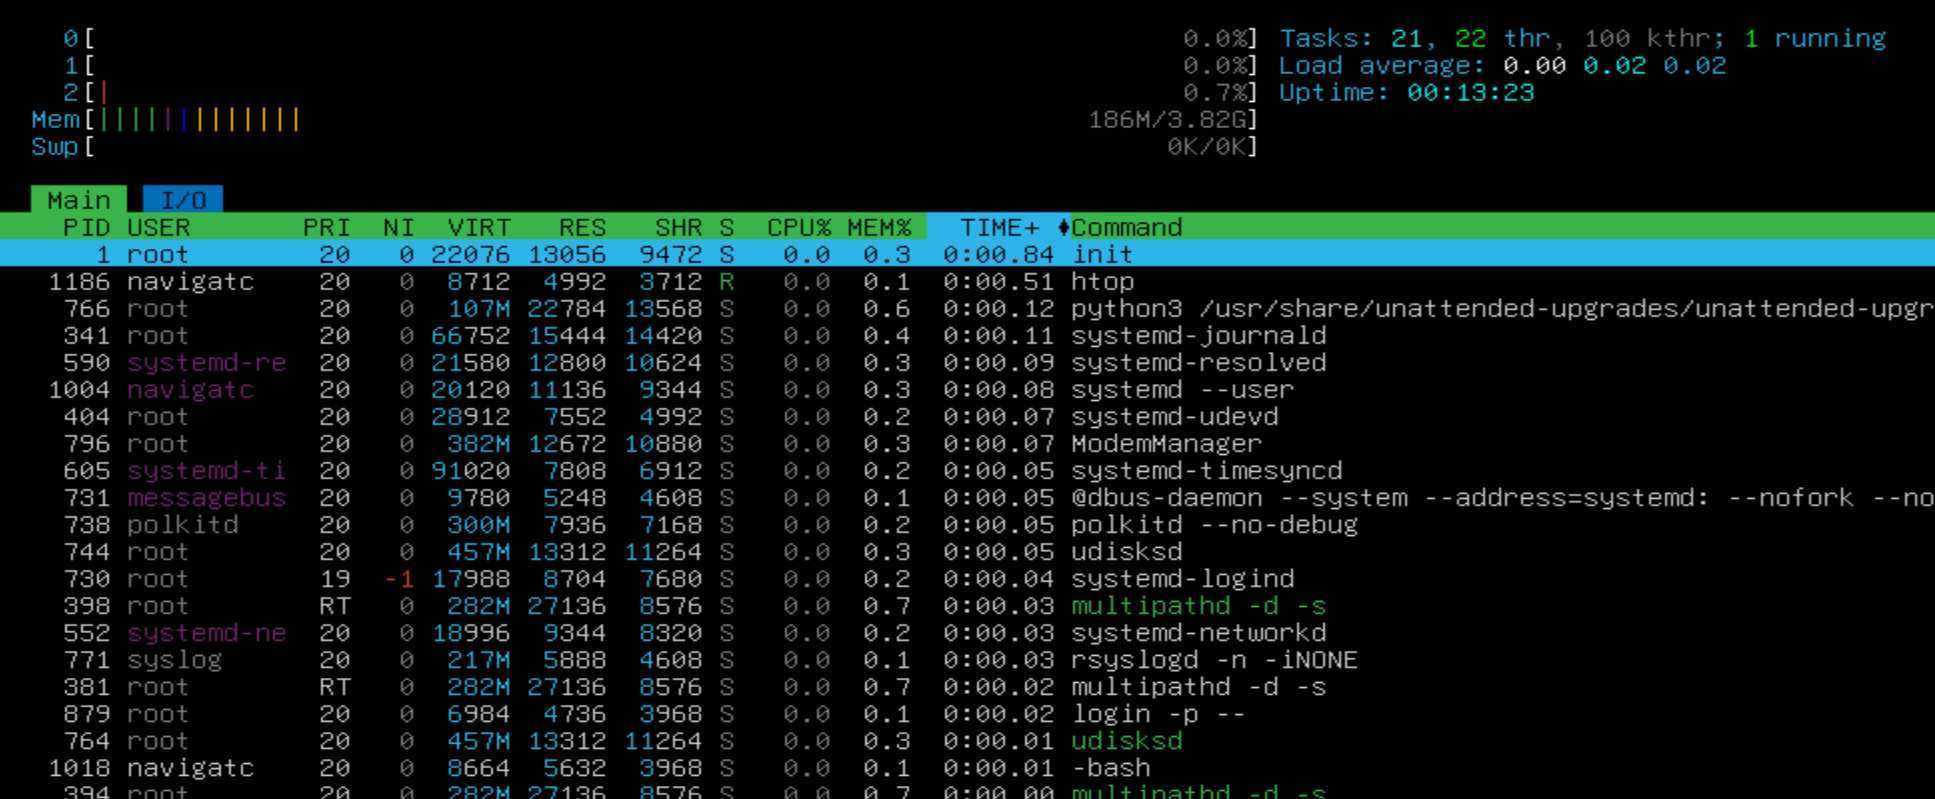 0[ 0.0%] Tasks: 21, 22 thr, 100 kthr; 1 running
1[ 0.0%] Load average: 0.00 0.02 0.02
2[| 0.7%] Uptime: 00:13:23
Mem[||||||||||||| 186M/3.82G]
Swp[ 0K/0K]
Main I/O
PID USER PRI NI VIRT RES SHR S CPU% MEM% TIME+ Command
1 root 20 0 22076 13056 9472 S 0.0 0.3 0:00.84 init
1186 navigatc 20 0 8712 4992 3712 R 0.0 0.1 0:00.51 htop
766 root 20 0 107M 22784 13568 S 0.0 0.6 0:00.12 python3 /usr/share/unattended-upgrades/unattended-upgr
341 root 20 0 66752 15444 14420 S 0.0 0.4 0:00.11 systemd-journald
590 systemd-re 20 0 21580 12800 10624 S 0.0 0.3 0:00.09 systemd-resolved
1004 navigatc 20 0 20120 11136 9344 S 0.0 0.3 0:00.08 systemd --user
404 root 20 0 28912 7552 4992 S 0.0 0.2 0:00.07 systemd-udevd
796 root 20 0 382M 12672 10880 S 0.0 0.3 0:00.07 ModemManager
605 systemd-ti 20 0 91020 7808 6912 S 0.0 0.2 0:00.05 systemd-timesyncd
731 messagebus 20 0 9780 5248 4608 S 0.0 0.1 0:00.05 @dbus-daemon --system --address=systemd: --nofork --no
738 polkitd 20 0 300M 7936 7168 S 0.0 0.2 0:00.05 polkitd --no-debug
744 root 20 0 457M 13312 11264 S 0.0 0.3 0:00.05 udisksd
730 root 19 -1 17988 8704 7680 S 0.0 0.2 0:00.04 systemd-logind
398 root RT 0 282M 27136 8576 S 0.0 0.7 0:00.03 multipathd -d -s
552 systemd-ne 20 0 18996 9344 8320 S 0.0 0.2 0:00.03 systemd-networkd
771 syslog 20 0 217M 5888 4608 S 0.0 0.1 0:00.03 rsyslogd -n -iNONE
381 root RT 0 282M 27136 8576 S 0.0 0.7 0:00.02 multipathd -d -s
879 root 20 0 6984 4736 3968 S 0.0 0.1 0:00.02 login -p --
764 root 20 0 457M 13312 11264 S 0.0 0.3 0:00.01 udisksd
1018 navigatc 20 0 8664 5632 3968 S 0.0 0.1 0:00.01 -bash
394 root 20 0 282M 27136 8576 S 0.0 0.7 0:00.00 multipathd -d -s